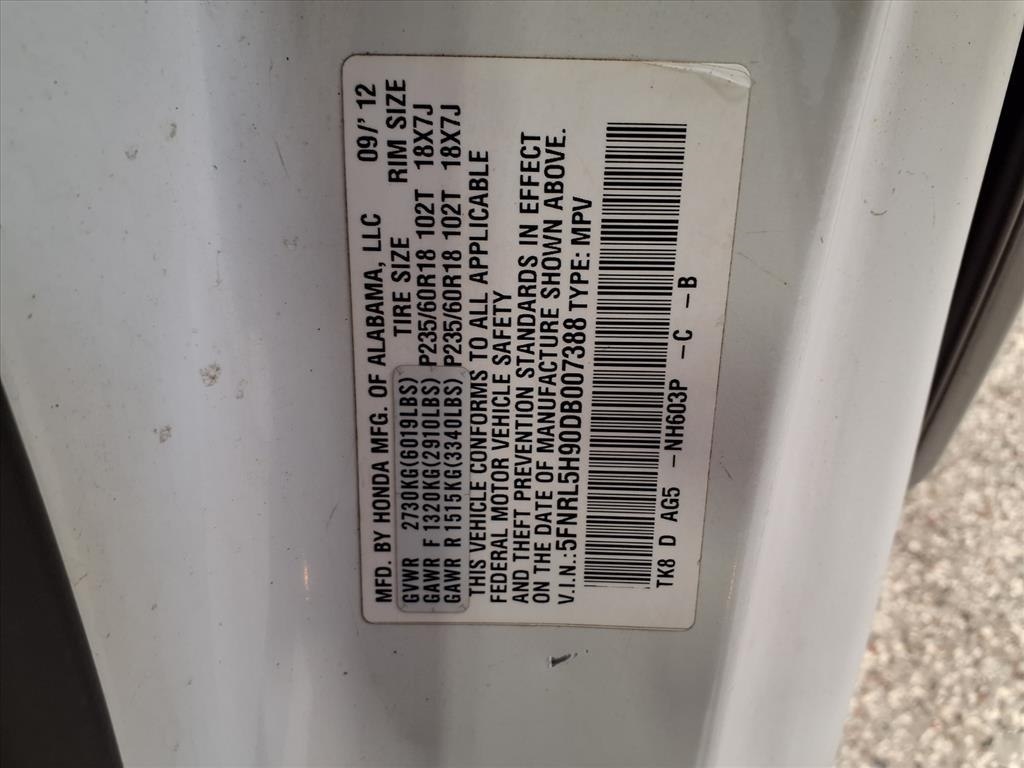 MFD. BY HONDA MFG. OF ALABAMA, LLC 09/' 12
TIRE SIZE RIM SIZE
GVWR 2730KG(6019LBS)
GAWR F 1320KG(2910LBS) P235/60R18 102T 18X7J
GAWR R 1515KG(3340LBS) P235/60R18 102T 18X7J
THIS VEHICLE CONFORMS TO ALL APPLICABLE
FEDERAL MOTOR VEHICLE SAFETY
AND THEFT PREVENTION STANDARDS IN EFFECT
ON THE DATE OF MANUFACTURE SHOWN ABOVE.
V.I.N.:5FNRL5H90DB007388 TYPE: MPV
TK8 D AG5 -NH603P -C -B